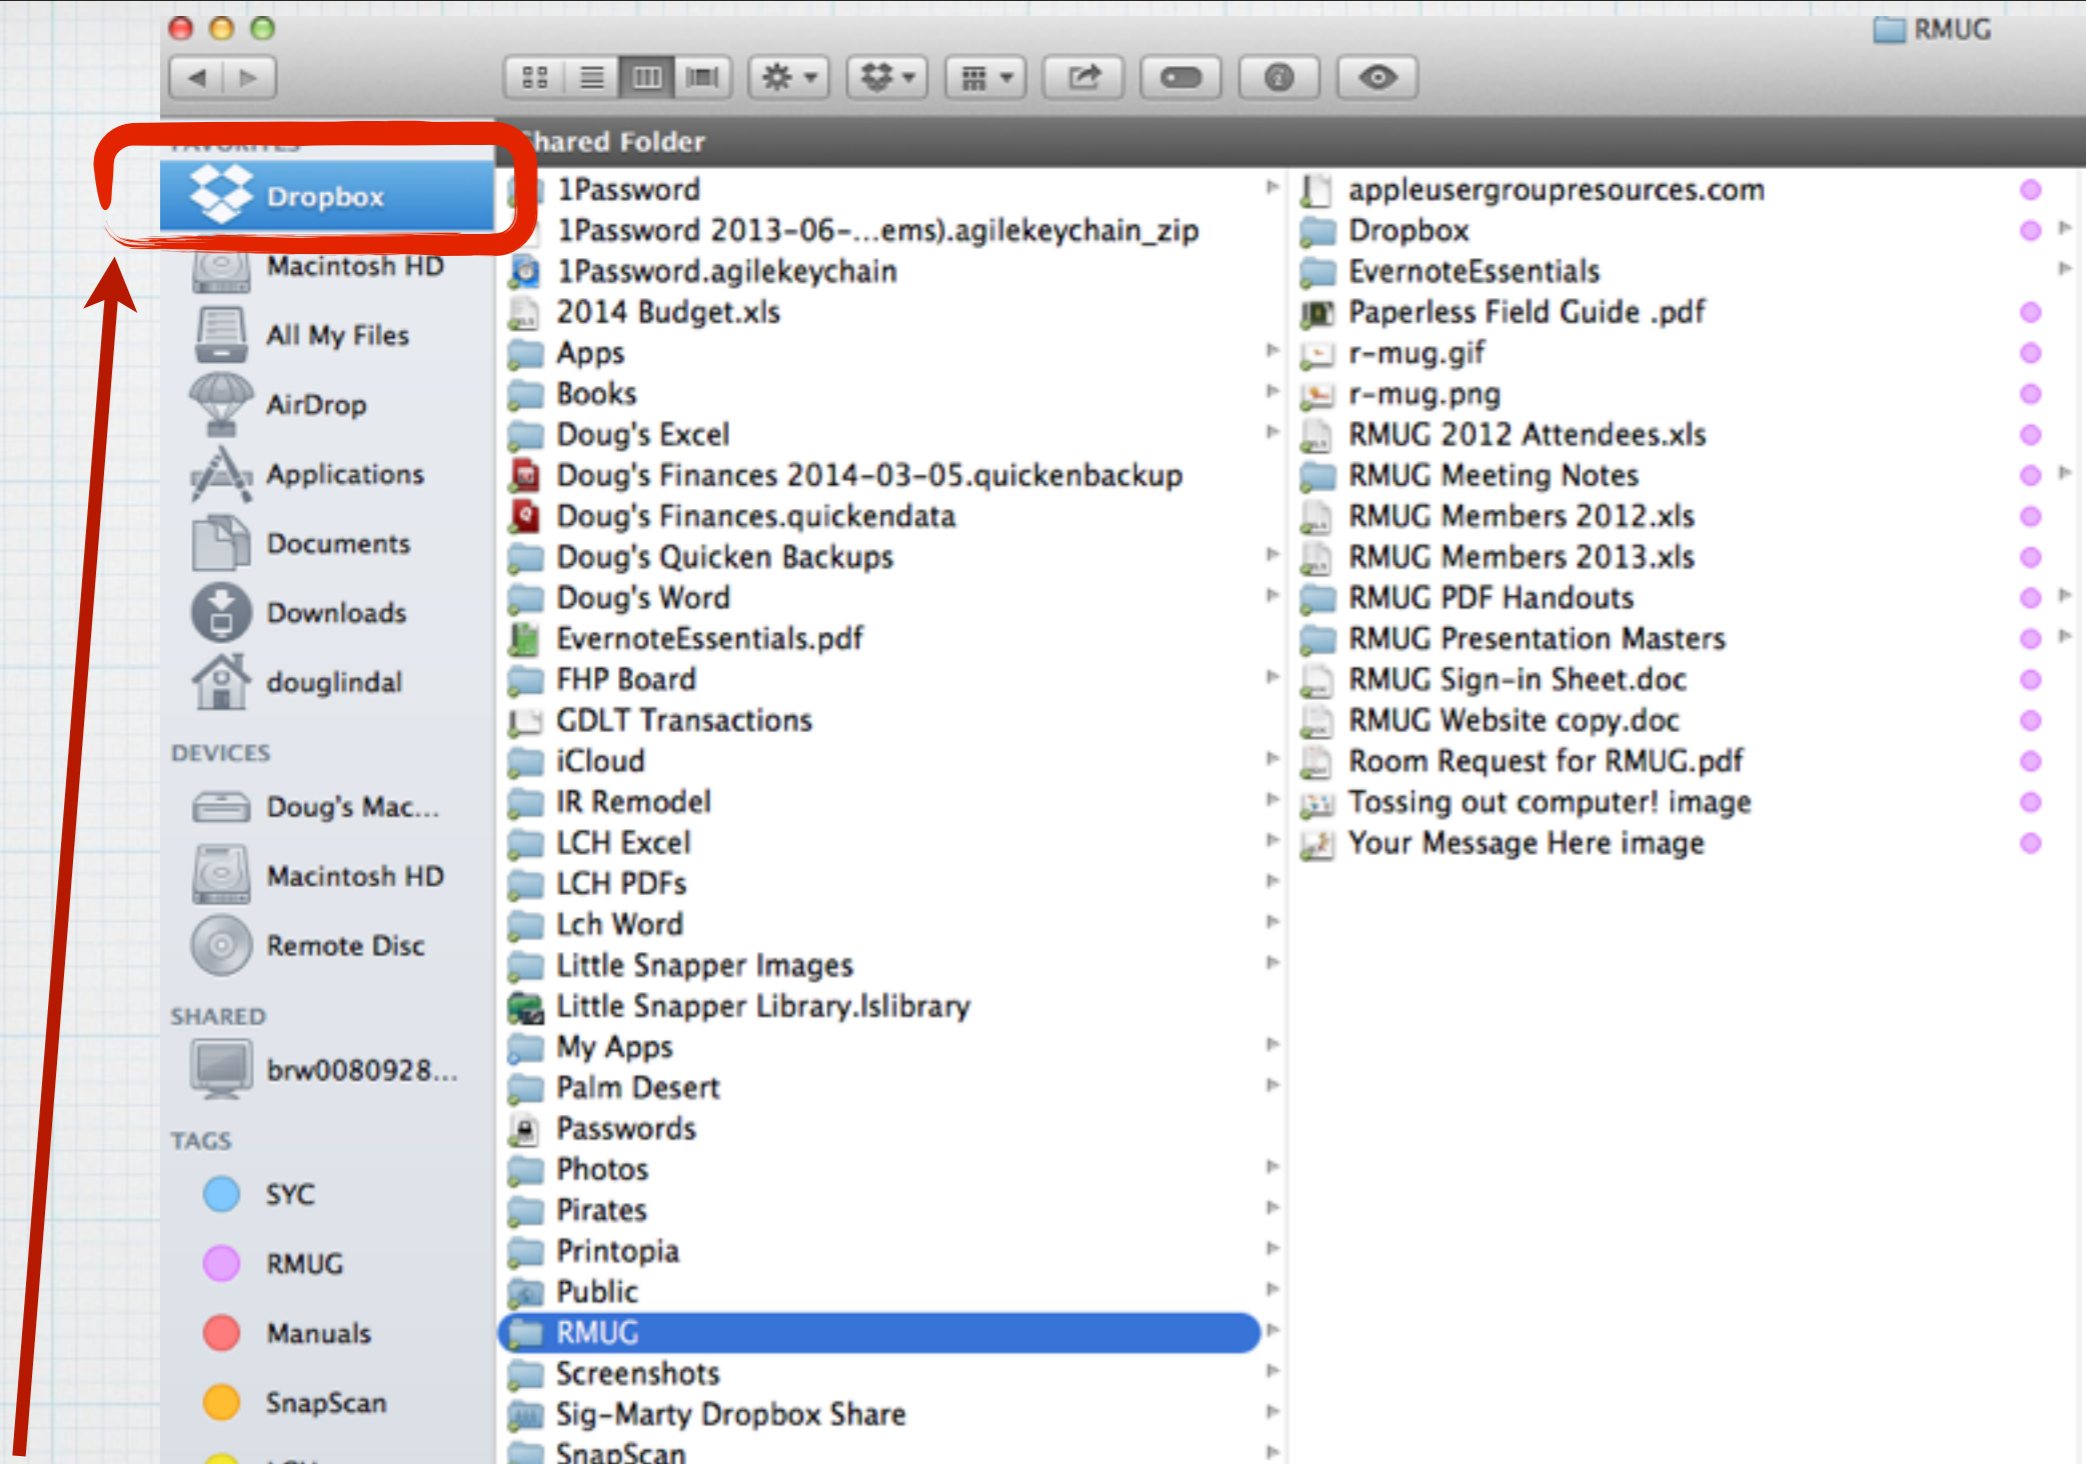 RMUG
FAVORITES
Shared Folder
Dropbox
Macintosh HD
All My Files
AirDrop
Applications
Documents
Downloads
douglindal
DEVICES
Doug's Mac...
Macintosh HD
Remote Disc
SHARED
brw0080928...
TAGS
SYC
RMUG
Manuals
SnapScan
1Password
1Password 2013-06-...ems).agilekeychain_zip
1Password.agilekeychain
2014 Budget.xls
Apps
Books
Doug's Excel
Doug's Finances 2014-03-05.quickenbackup
Doug's Finances.quickendata
Doug's Quicken Backups
Doug's Word
EvernoteEssentials.pdf
FHP Board
GDLT Transactions
iCloud
IR Remodel
LCH Excel
LCH PDFs
Lch Word
Little Snapper Images
Little Snapper Library.lslibrary
My Apps
Palm Desert
Passwords
Photos
Pirates
Printopia
Public
RMUG
Screenshots
Sig-Marty Dropbox Share
SnapScan
appleusergroupresources.com
Dropbox
EvernoteEssentials
Paperless Field Guide .pdf
r-mug.gif
r-mug.png
RMUG 2012 Attendees.xls
RMUG Meeting Notes
RMUG Members 2012.xls
RMUG Members 2013.xls
RMUG PDF Handouts
RMUG Presentation Masters
RMUG Sign-in Sheet.doc
RMUG Website copy.doc
Room Request for RMUG.pdf
Tossing out computer! image
Your Message Here image